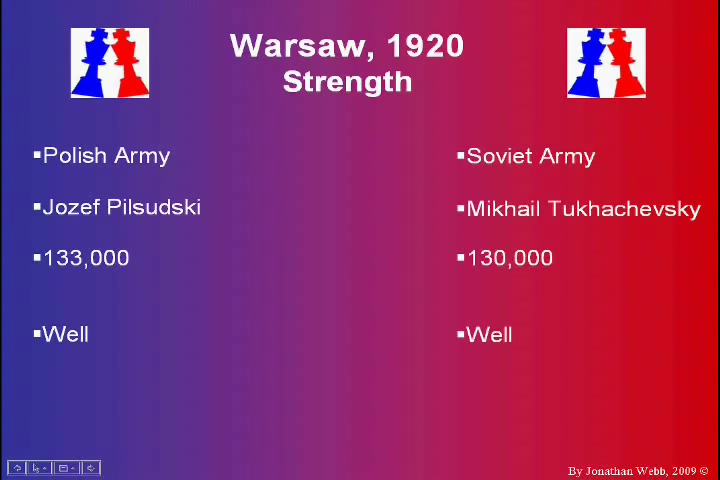 Warsaw, 1920
Strength
▪Polish Army
▪Jozef Pilsudski
▪133,000
▪Well
▪Soviet Army
▪Mikhail Tukhachevsky
▪130,000
▪Well
By Jonathan Webb, 2009 ©